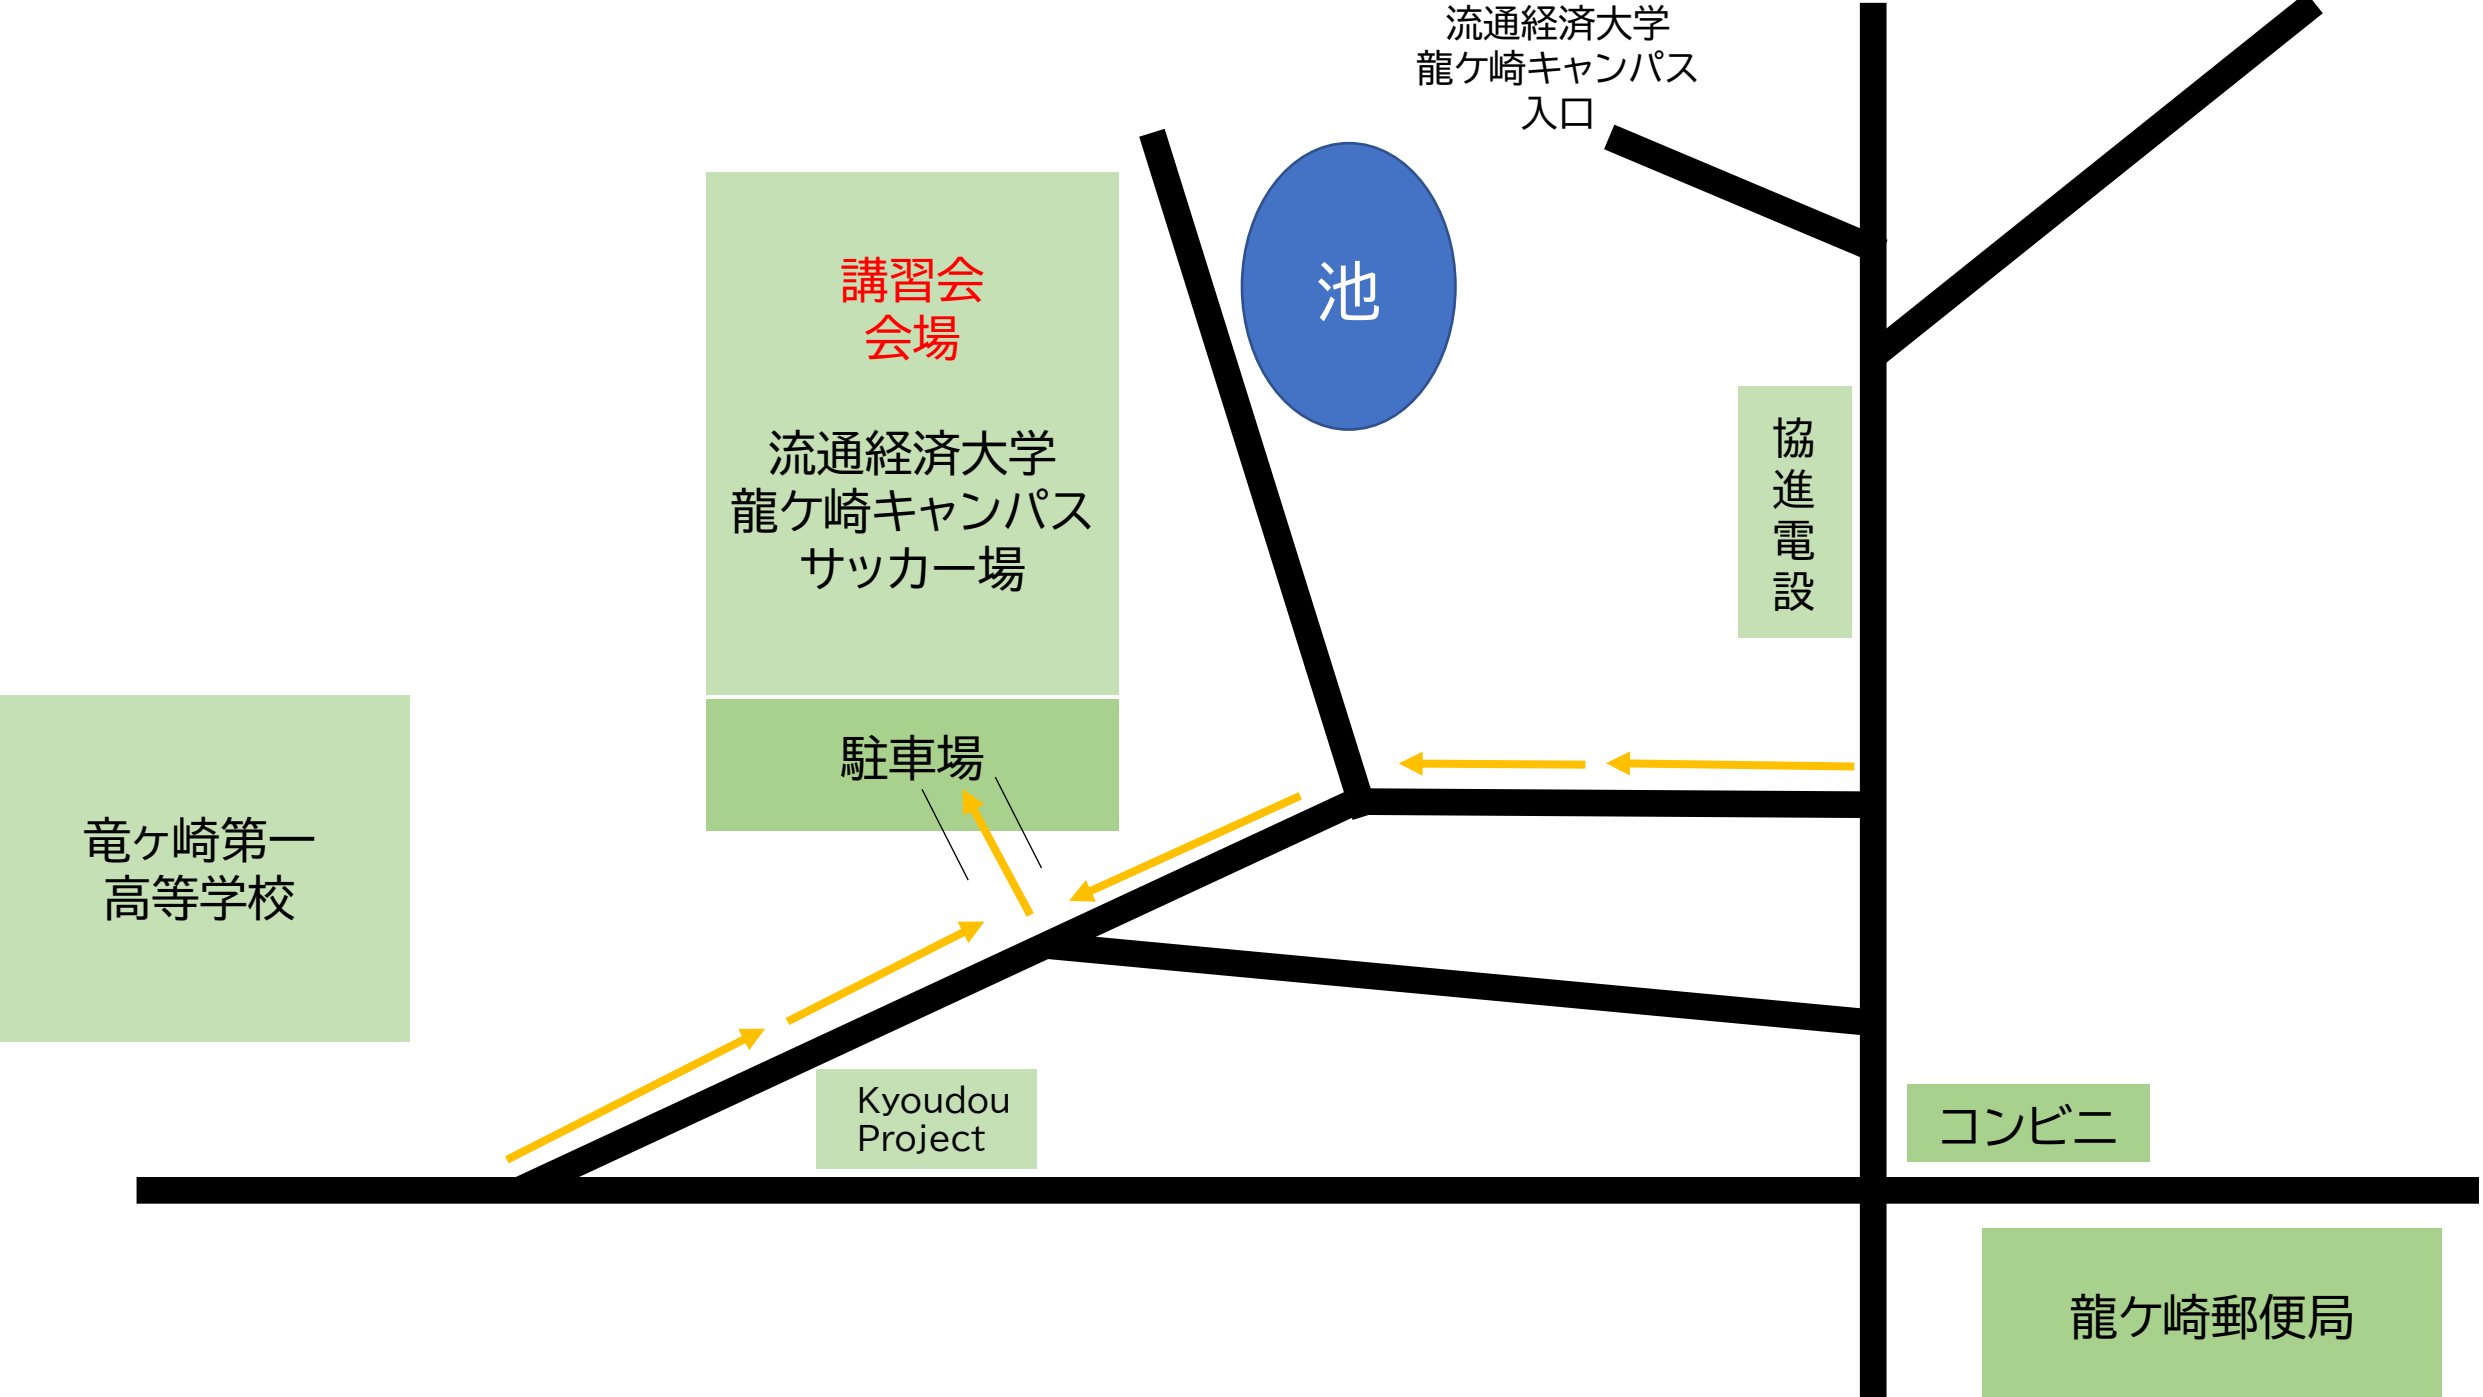 流通経済大学
龍ケ崎キャンパス
入口
講習会
会場
流通経済大学
龍ケ崎キャンパス
サッカー場
池
協進電設
駐車場
竜ヶ崎第一
高等学校
Kyoudou
Project
コンビニ
龍ケ崎郵便局